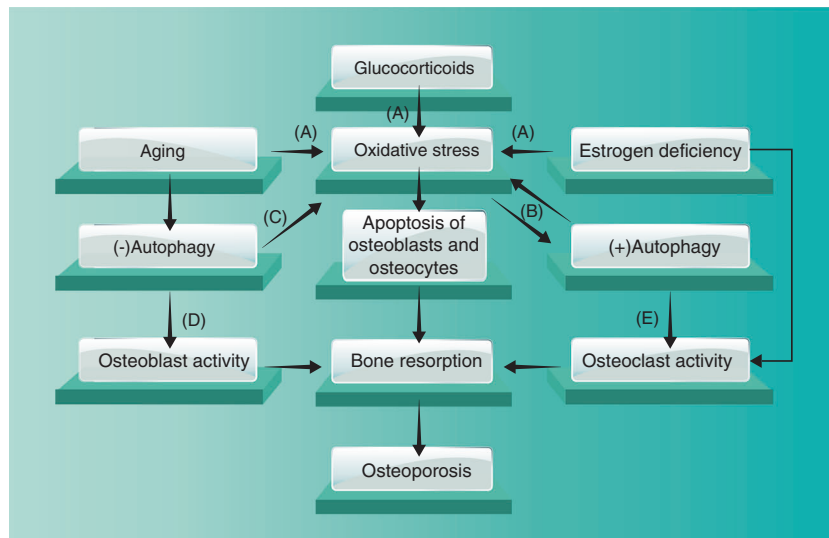 Glucocorticoids
(A)
(A)
(A)
Aging
Oxidative stress
Estrogen deficiency
(C)
(B)
(-)Autophagy
Apoptosis of
osteoblasts and
osteocytes
(+)Autophagy
(D)
(E)
Osteoblast activity
Bone resorption
Osteoclast activity
Osteoporosis